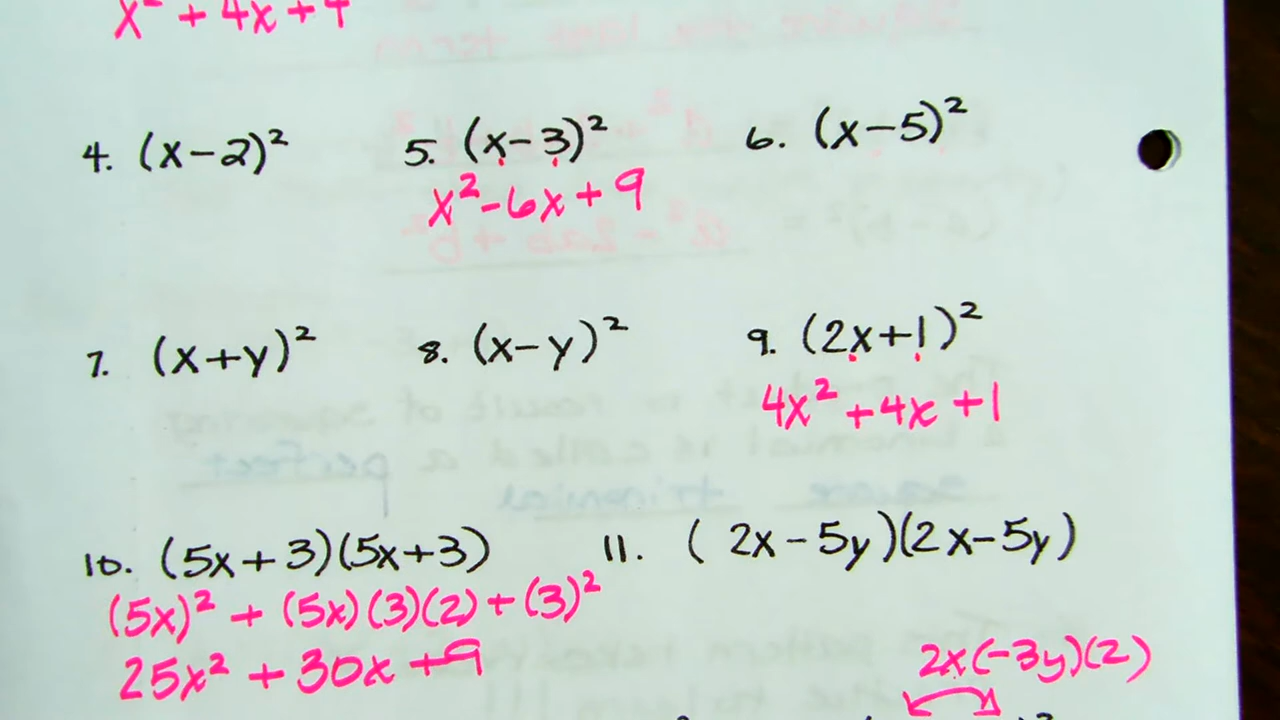 x² + 4x + 4
4. (x-2)² 5. (x-3)² 6. (x-5)²
x² - 6x + 9
7. (x+y)² 8. (x-y)² 9. (2x+1)²
4x² + 4x + 1
10. (5x+3)(5x+3) 11. (2x-5y)(2x-5y)
(5x)² + (5x)(3)(2) + (3)²
25x² + 30x + 9
2x(-3y)(2)